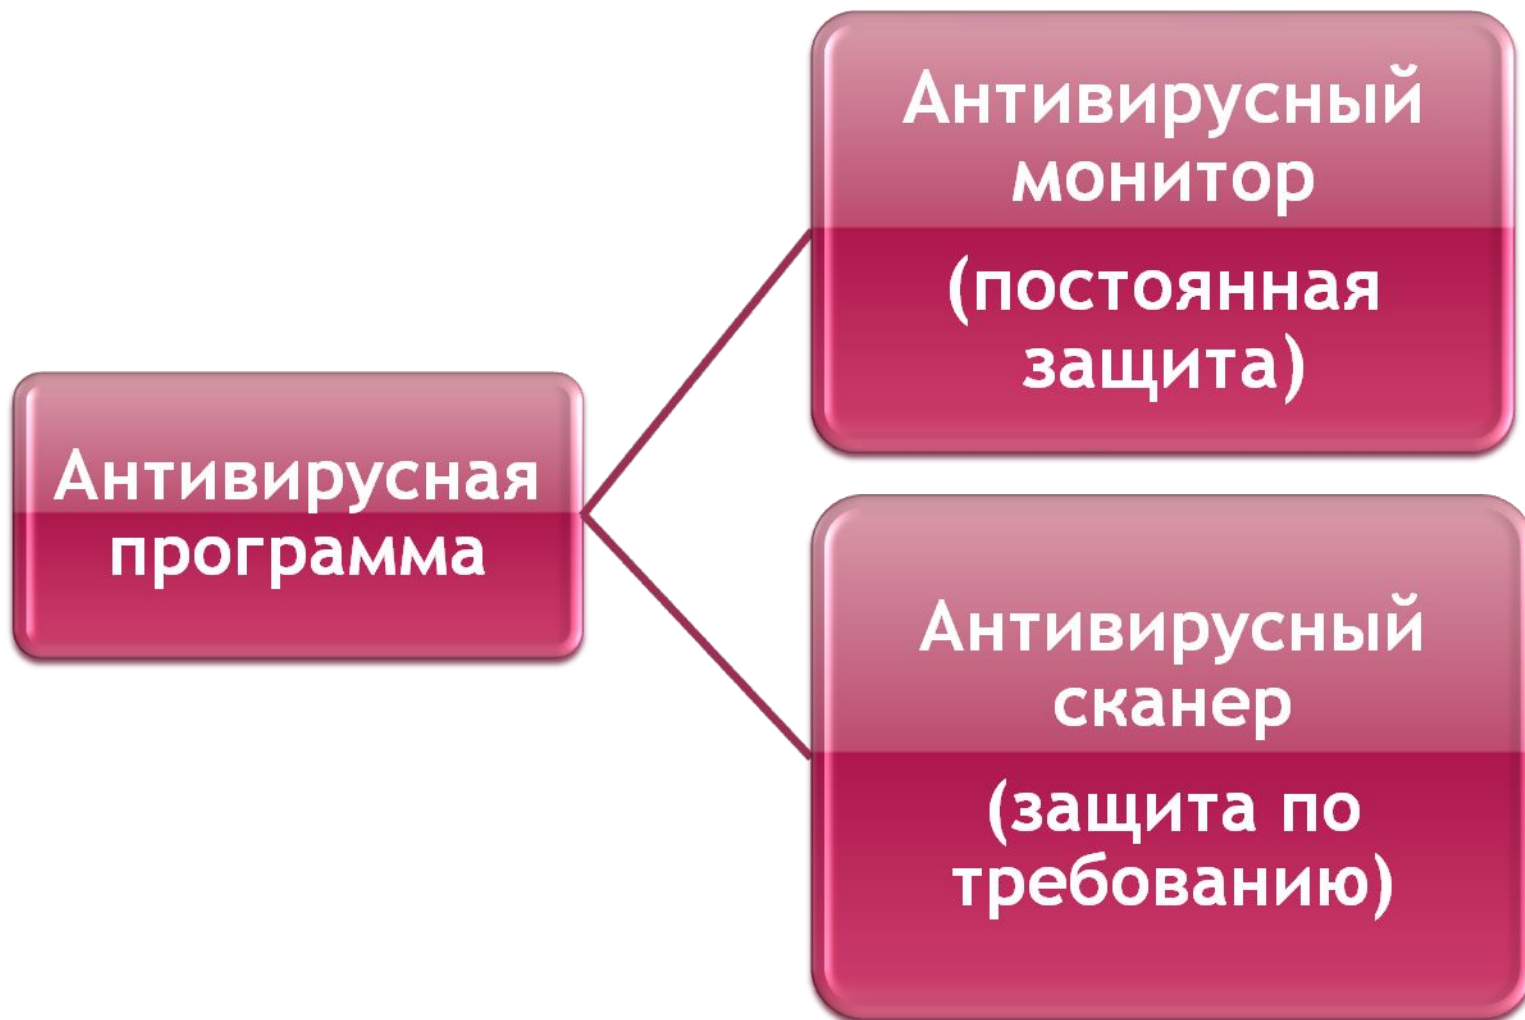 Антивирусный
монитор
(постоянная
защита)
Антивирусная
программа
Антивирусный
сканер
(защита по
требованию)